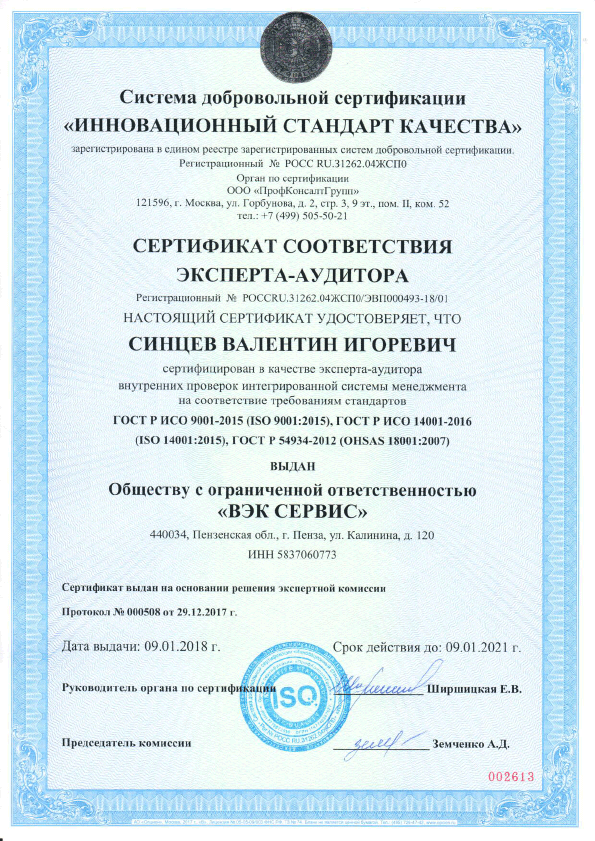 Система добровольной сертификации
«ИННОВАЦИОННЫЙ СТАНДАРТ КАЧЕСТВА»
зарегистрирована в едином реестре зарегистрированных систем добровольной сертификации.
Регистрационный № РОСС RU.31262.04ЖСП0
Орган по сертификации
ООО «ПрофКонсалтГрупп»
121596, г. Москва, ул. Горбунова, д. 2, стр. 3, 9 эт., пом. II, ком. 52
тел.: +7 (499) 505-50-21
СЕРТИФИКАТ СООТВЕТСТВИЯ
ЭКСПЕРТА-АУДИТОРА
Регистрационный № РОССRU.31262.04ЖСП0/ЭВП000493-18/01
НАСТОЯЩИЙ СЕРТИФИКАТ УДОСТОВЕРЯЕТ, ЧТО
СИНЦЕВ ВАЛЕНТИН ИГОРЕВИЧ
сертифицирован в качестве эксперта-аудитора
внутренних проверок интегрированной системы менеджмента
на соответствие требованиям стандартов
ГОСТ Р ИСО 9001-2015 (ISO 9001:2015), ГОСТ Р ИСО 14001-2016
(ISO 14001:2015), ГОСТ Р 54934-2012 (OHSAS 18001:2007)
ВЫДАН
Обществу с ограниченной ответственностью
«ВЭК СЕРВИС»
440034, Пензенская обл., г. Пенза, ул. Калинина, д. 120
ИНН 5837060773
Сертификат выдан на основании решения экспертной комиссии
Протокол № 000508 от 29.12.2017 г.
Дата выдачи: 09.01.2018 г. Срок действия до: 09.01.2021 г.
Руководитель органа по сертификации Ширшицкая Е.В.
ISO
Председатель комиссии Земченко А.Д.
002613